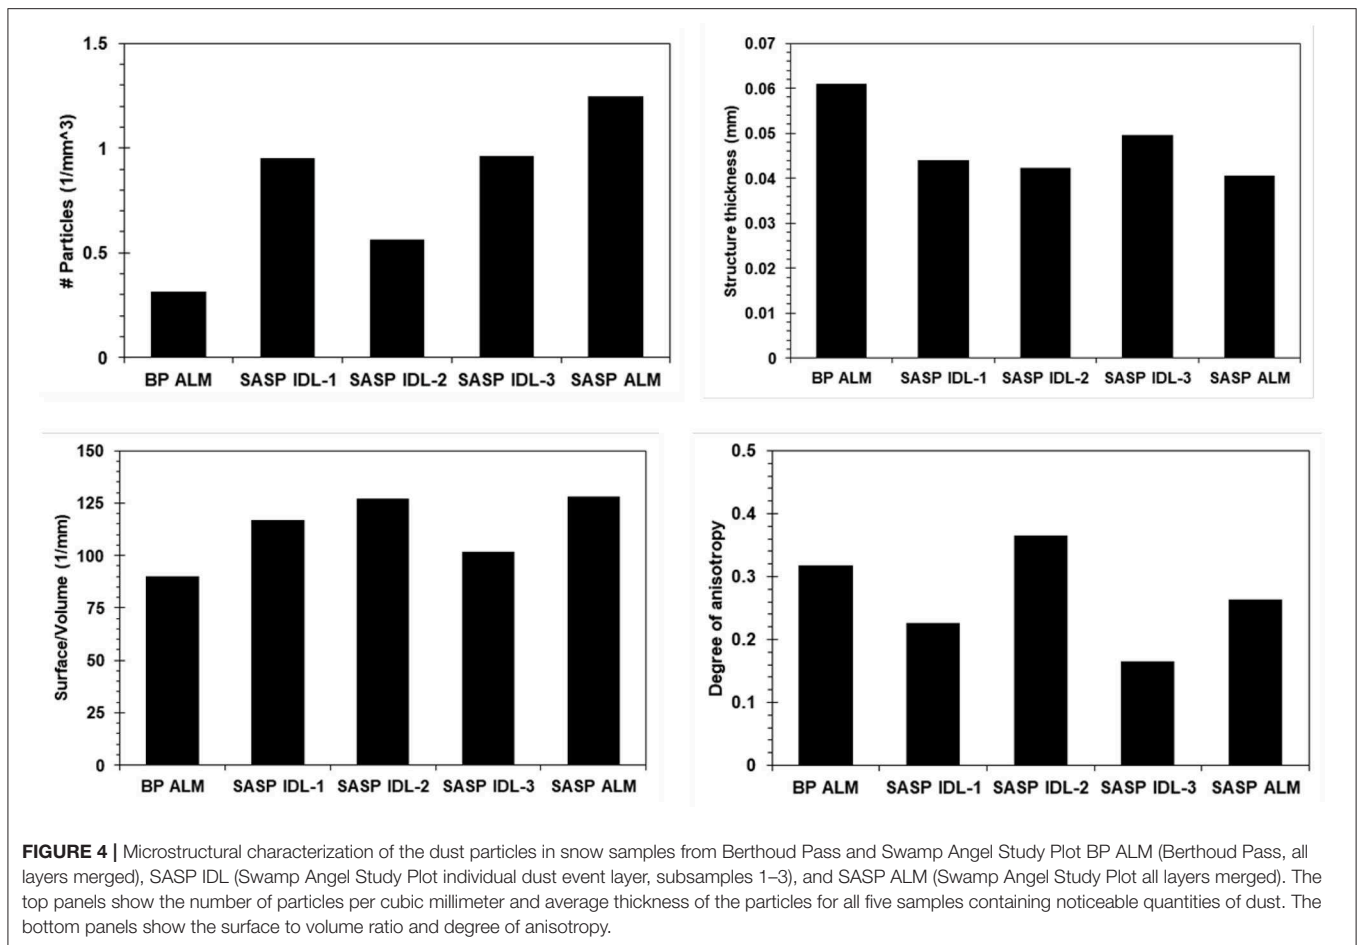 1.5
1
0.5
0
# Particles (1/mm^3)
BP ALM SASP IDL-1 SASP IDL-2 SASP IDL-3 SASP ALM
0.07
0.06
0.05
0.04
0.03
0.02
0.01
0
Structure thickness (mm)
BP ALM SASP IDL-1 SASP IDL-2 SASP IDL-3 SASP ALM
150
125
100
75
50
25
0
Surface/Volume (1/mm)
BP ALM SASP IDL-1 SASP IDL-2 SASP IDL-3 SASP ALM
0.5
0.4
0.3
0.2
0.1
0
Degree of anisotropy
BP ALM SASP IDL-1 SASP IDL-2 SASP IDL-3 SASP ALM
FIGURE 4 | Microstructural characterization of the dust particles in snow samples from Berthoud Pass and Swamp Angel Study Plot BP ALM (Berthoud Pass, all
layers merged), SASP IDL (Swamp Angel Study Plot individual dust event layer, subsamples 1–3), and SASP ALM (Swamp Angel Study Plot all layers merged). The
top panels show the number of particles per cubic millimeter and average thickness of the particles for all five samples containing noticeable quantities of dust. The
bottom panels show the surface to volume ratio and degree of anisotropy.